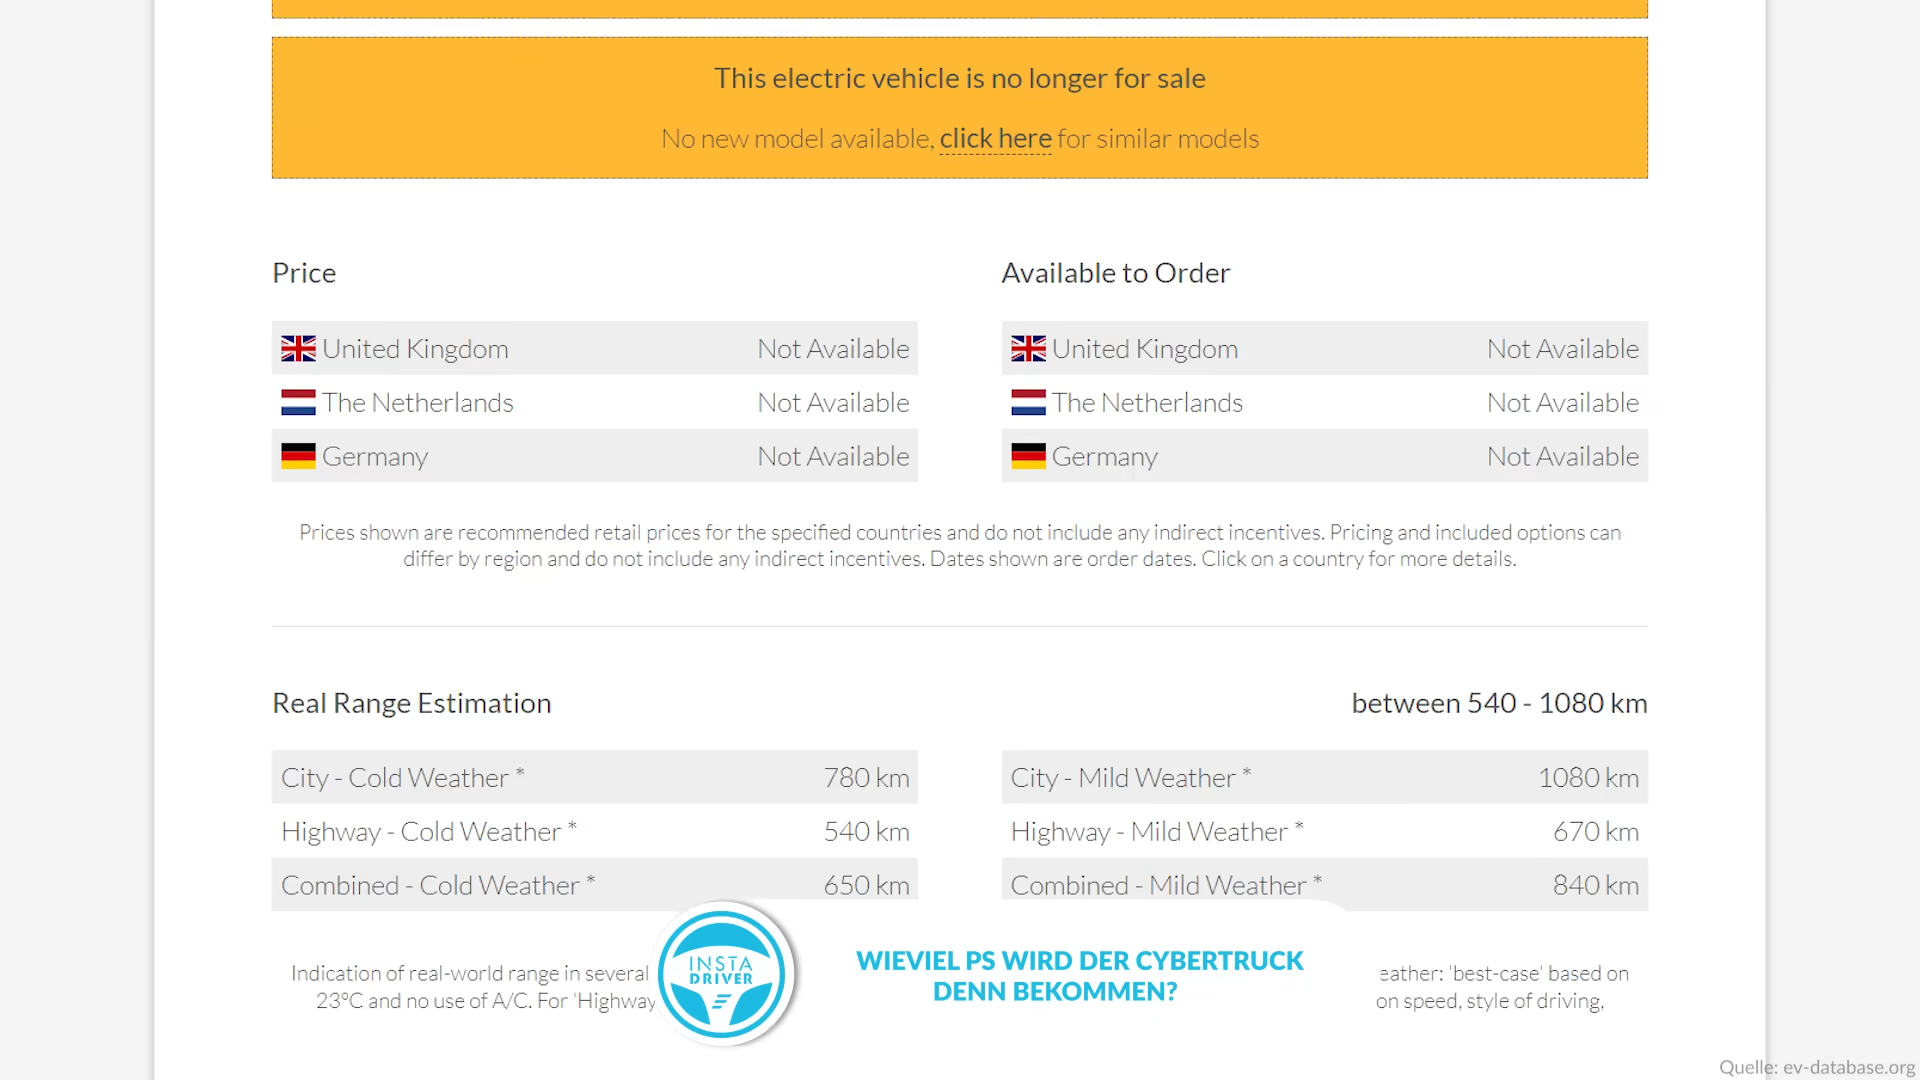 This electric vehicle is no longer for sale
No new model available, click here for similar models
Price
United Kingdom Not Available
The Netherlands Not Available
Germany Not Available
Available to Order
United Kingdom Not Available
The Netherlands Not Available
Germany Not Available
Prices shown are recommended retail prices for the specified countries and do not include any indirect incentives. Pricing and included options can
differ by region and do not include any indirect incentives. Dates shown are order dates. Click on a country for more details.
Real Range Estimation between 540 - 1080 km
City - Cold Weather * 780 km
Highway - Cold Weather * 540 km
Combined - Cold Weather * 650 km
City - Mild Weather * 1080 km
Highway - Mild Weather * 670 km
Combined - Mild Weather * 840 km
Indication of real-world range in several eather: 'best-case' based on
23°C and no use of A/C. For 'Highway on speed, style of driving,
INSTA
DRIVER
WIEVIEL PS WIRD DER CYBERTRUCK
DENN BEKOMMEN?
Quelle: ev-database.org